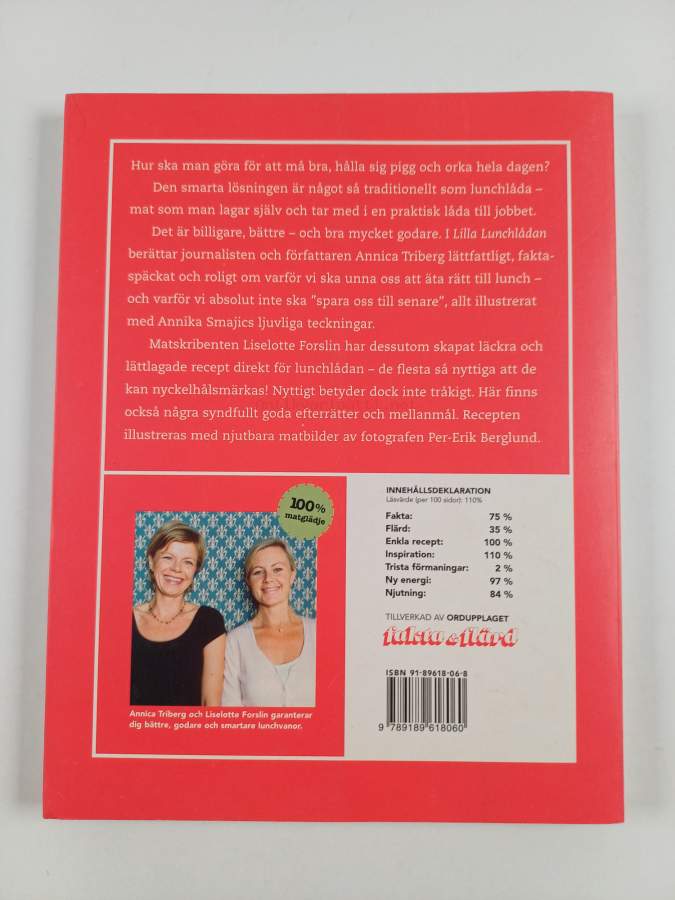 Hur ska man göra för att må bra, hålla sig pigg och orka hela dagen?
Den smarta lösningen är något så traditionellt som lunchlåda –
mat som man lagar själv och tar med i en praktisk låda till jobbet.
Det är billigare, bättre – och bra mycket godare. I Lilla Lunchlådan
berättar journalisten och författaren Annica Triberg lättfattligt, fakta-
späckat och roligt om varför vi ska unna oss att äta rätt till lunch –
och varför vi absolut inte ska "spara oss till senare", allt illustrerat
med Annika Smajics ljuvliga teckningar.
Matskribenten Liselotte Forslin har dessutom skapat läckra och
lättlagade recept direkt för lunchlådan – de flesta så nyttiga att de
kan nyckelhålsmärkas! Nyttigt betyder dock inte tråkigt. Här finns
också några syndfullt goda efterrätter och mellanmål. Recepten
illustreras med njutbara matbilder av fotografen Per-Erik Berglund.
100%
matglädje
Annica Triberg och Liselotte Forslin garanterar
dig bättre, godare och smartare lunchvanor.
INNEHÅLLSDEKLARATION
Läsvärde (per 100 sidor): 110%
Fakta: 75 %
Flärd: 35 %
Enkla recept: 100 %
Inspiration: 110 %
Trista förmaningar: 2 %
Ny energi: 97 %
Njutning: 84 %
TILLVERKAD AV ORDUPPLAGET
fakta & flärd
ISBN 91-89618-06-8
9 789189 618060